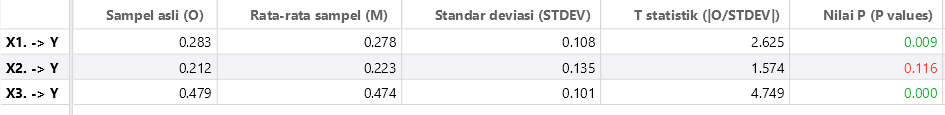 Sampel asli (O) Rata-rata sampel (M) Standar deviasi (STDEV) T statistik (|O/STDEV|) Nilai P (P values)
X1. -> Y 0.283 0.278 0.108 2.625 0.009
X2. -> Y 0.212 0.223 0.135 1.574 0.116
X3. -> Y 0.479 0.474 0.101 4.749 0.000